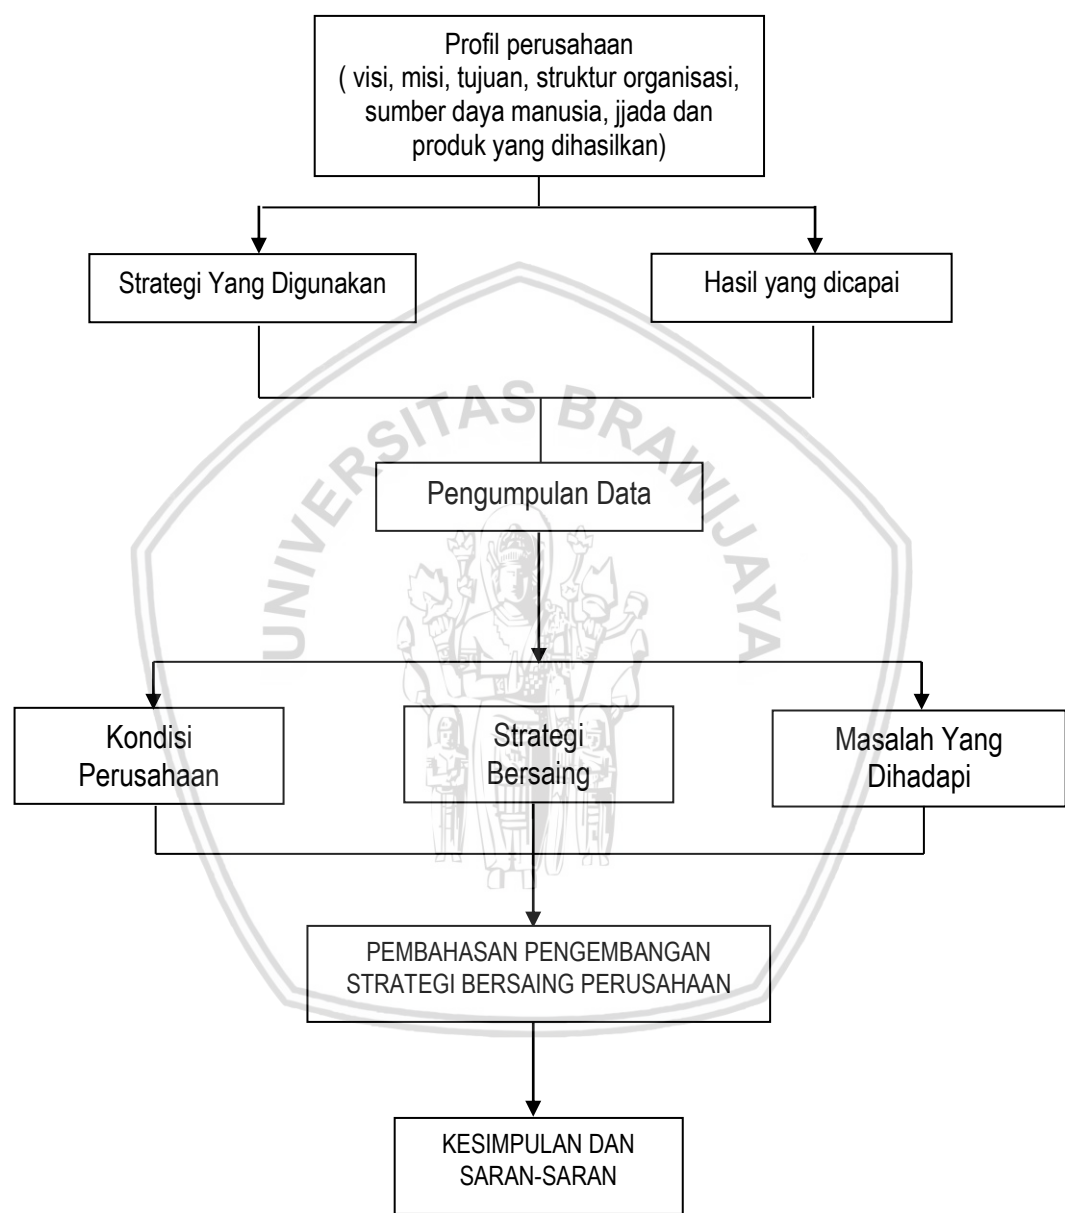 Profil perusahaan
( visi, misi, tujuan, struktur organisasi,
sumber daya manusia, jjada dan
produk yang dihasilkan)
Strategi Yang Digunakan
Hasil yang dicapai
UNIVERSITAS BRAWIJAYA
Pengumpulan Data
Kondisi
Perusahaan
Strategi
Bersaing
Masalah Yang
Dihadapi
PEMBAHASAN PENGEMBANGAN
STRATEGI BERSAING PERUSAHAAN
KESIMPULAN DAN
SARAN-SARAN